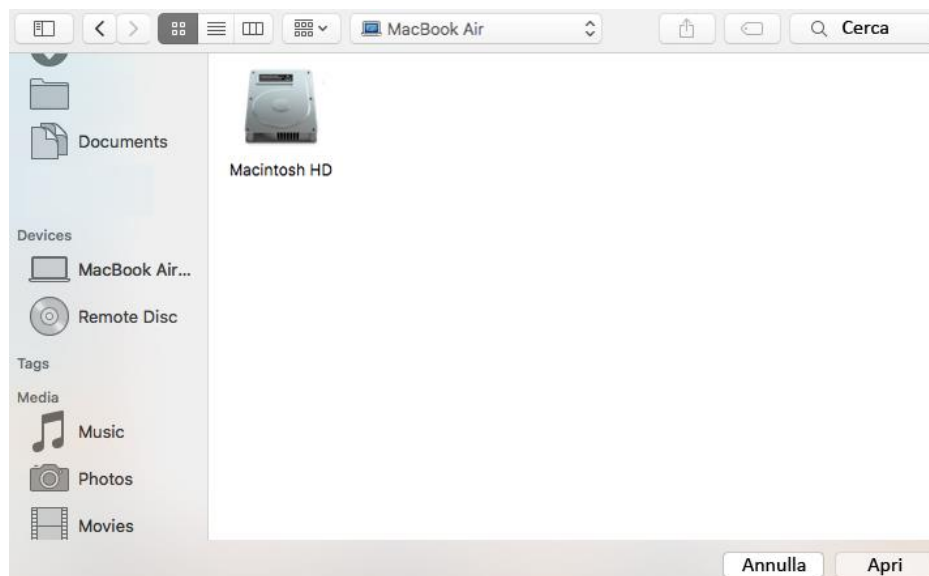 MacBook Air
Cerca
Documents
Devices
MacBook Air...
Remote Disc
Tags
Media
Music
Photos
Movies
Macintosh HD
Annulla
Apri